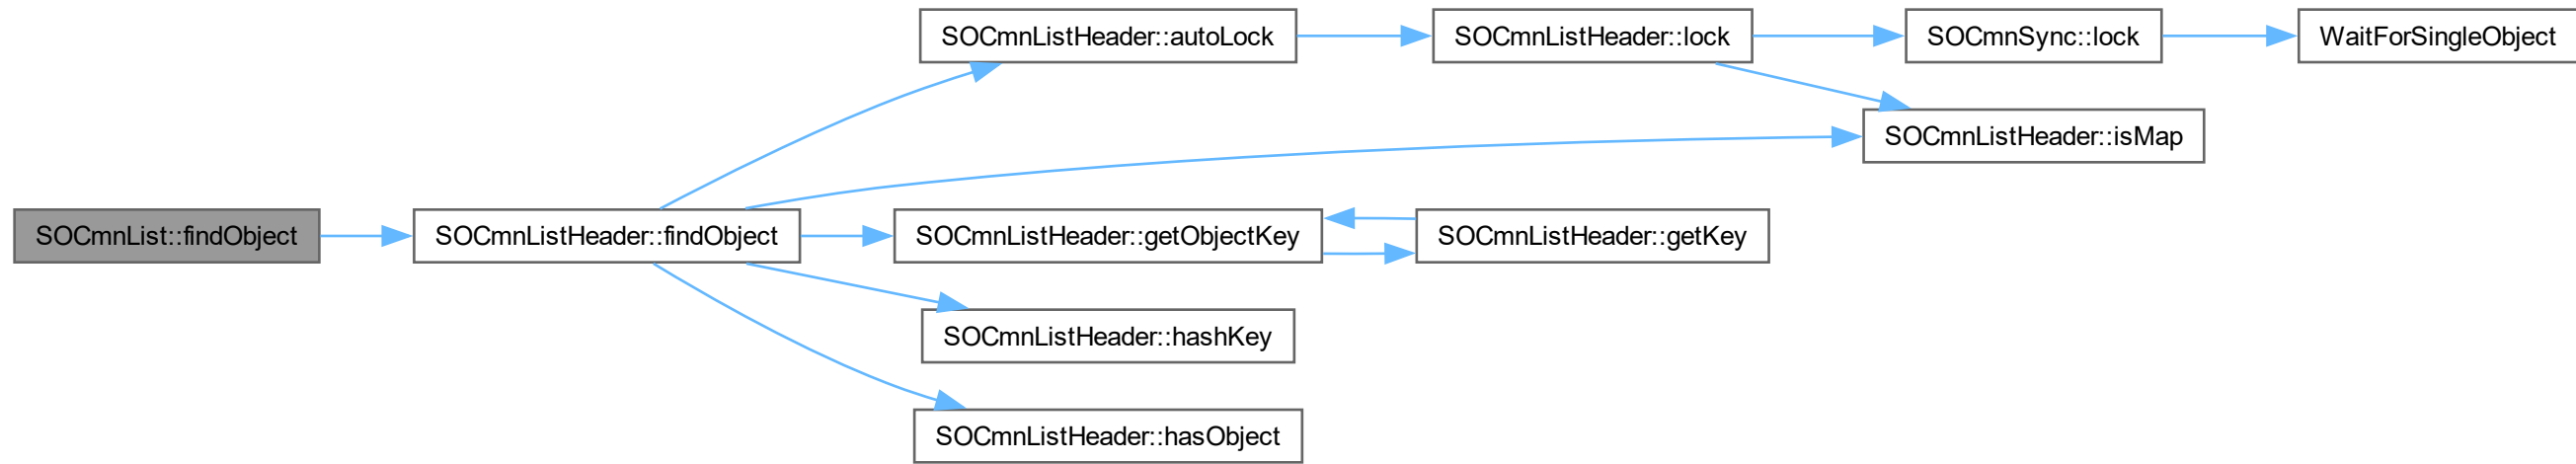 SOCmnListHeader::autoLock
SOCmnListHeader::lock
SOCmnSync::lock
WaitForSingleObject
SOCmnListHeader::isMap
SOCmnList::findObject
SOCmnListHeader::findObject
SOCmnListHeader::getObjectKey
SOCmnListHeader::getKey
SOCmnListHeader::hashKey
SOCmnListHeader::hasObject